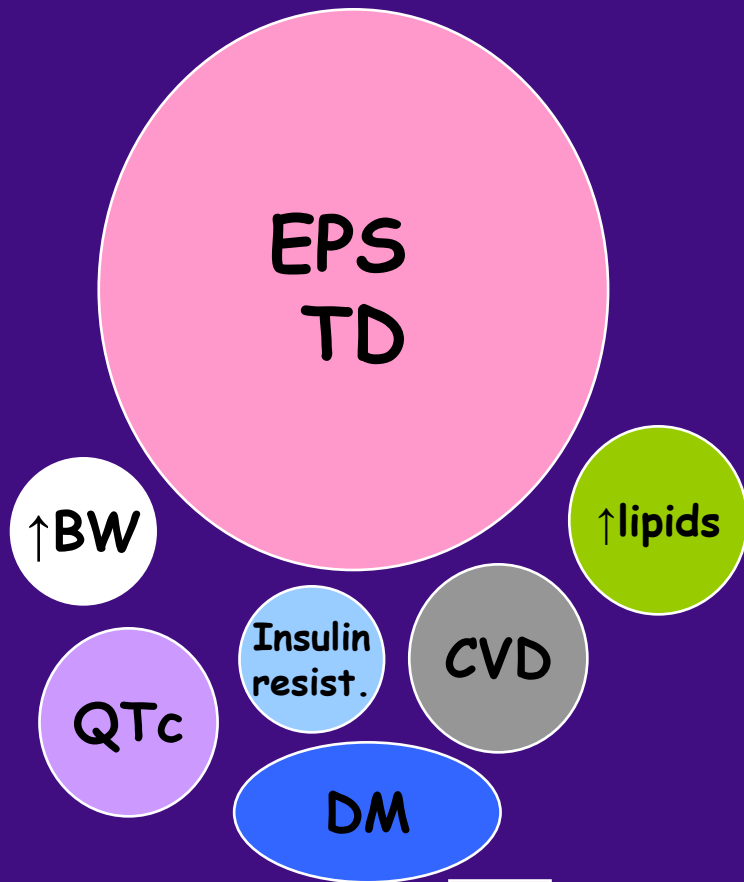 EPS
TD
↑BW
↑lipids
Insulin
resist.
CVD
QTc
DM